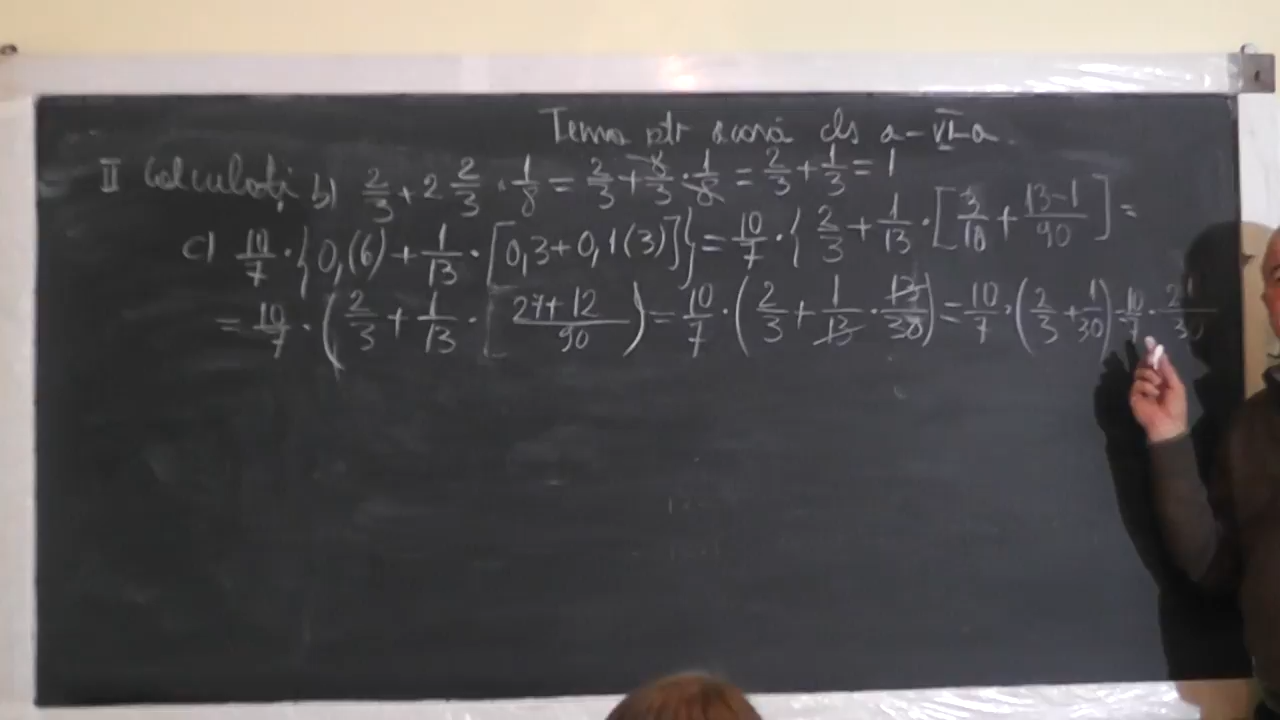 Tema ptr acasă cls a-VI-a
II Calculați b) 2/3 + 2 2/3 · 1/8 = 2/3 + 8/3 · 1/8 = 2/3 + 1/3 = 1
c) 10/7 · {0,(6) + 1/13 · [0,3 + 0,1(3)]} = 10/7 · {2/3 + 1/13 · [3/10 + 13-1/90] =
= 10/7 · (2/3 + 1/13 · [27+12/90) = 10/7 · (2/3 + 1/13 · 13/30) = 10/7 · (2/3 + 1/30) = 10/7 · 21/30